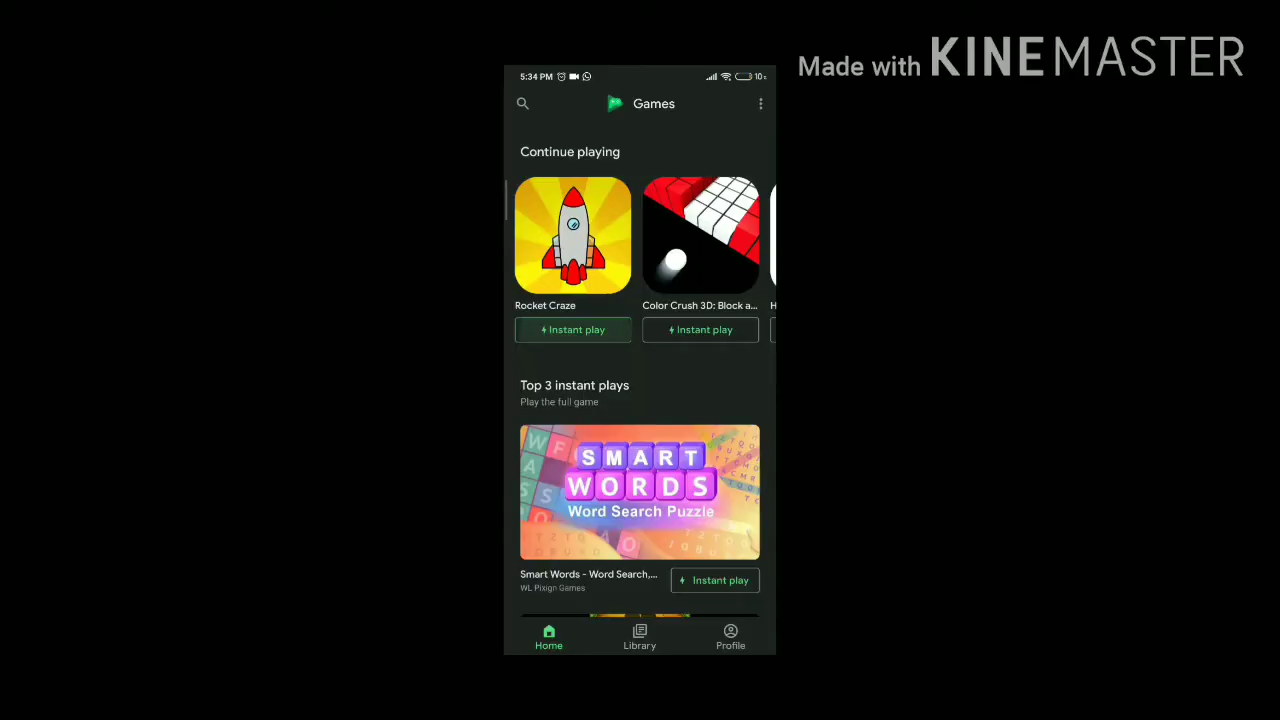 Made with KINEMASTER
5:34 PM
10
Games
Continue playing
Rocket Craze
Color Crush 3D: Block a...
H
Instant play
Instant play
Top 3 instant plays
Play the full game
SMART
WORDS
Word Search Puzzle
Smart Words - Word Search,...
WL Pixign Games
Instant play
Home
Library
Profile